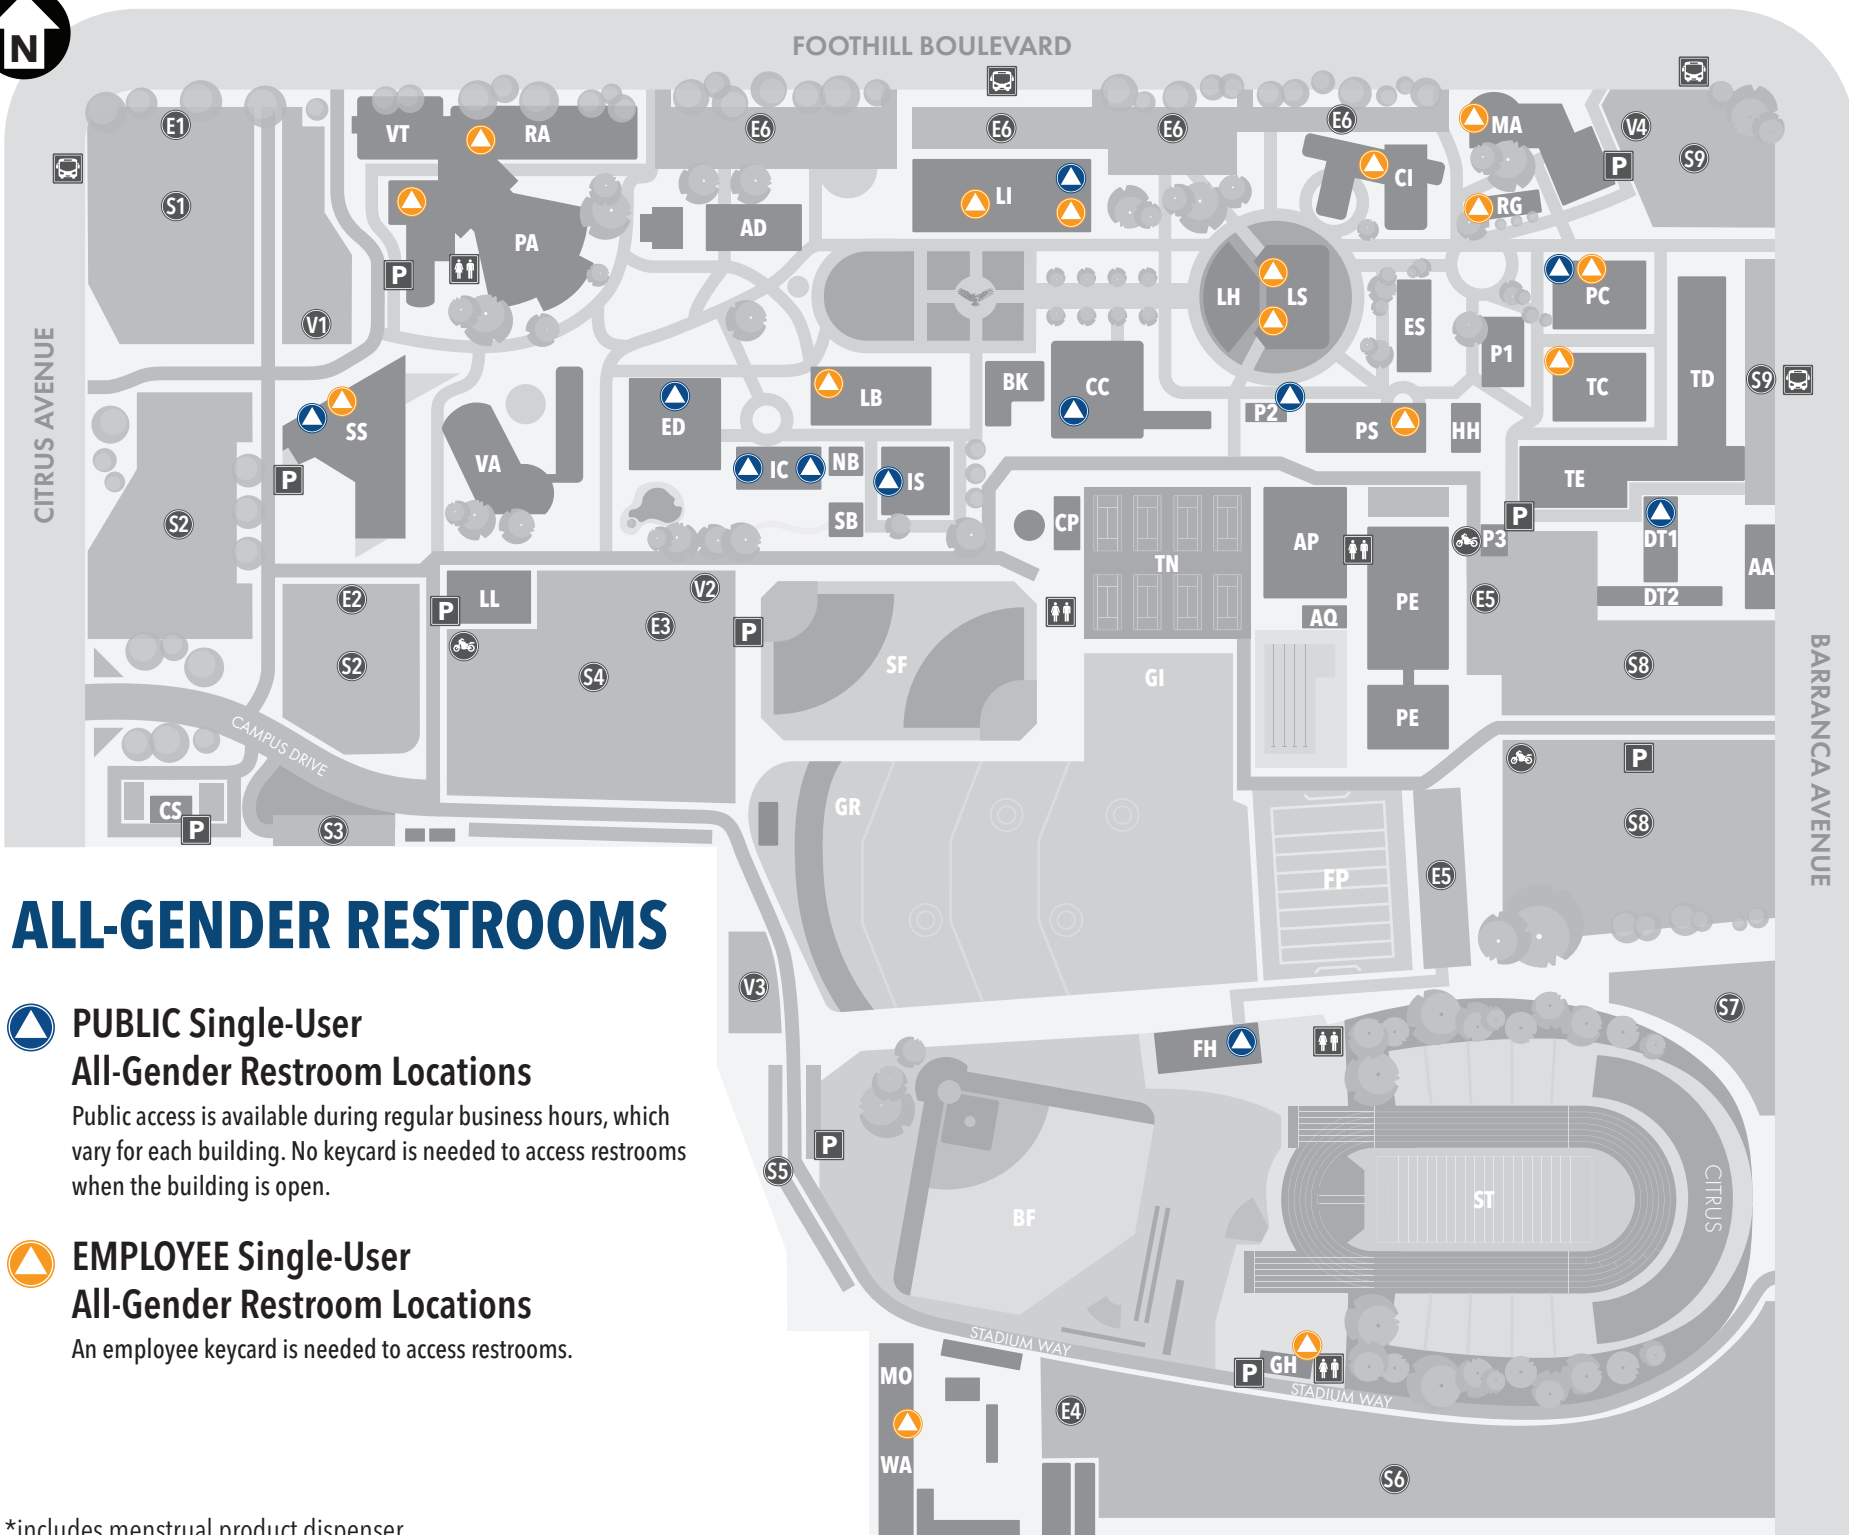 N
FOOTHILL BOULEVARD
E1
VT
RA
E6
E6
E6
E6
MA
V4
P
S9
S1
LI
CI
RG
AD
PA
P
LH
LS
PC
V1
ES
P1
CITRUS AVENUE
BK
CC
TC
TD
S9
LB
SS
ED
P2
PS
HH
VA
IC
NB
IS
TE
P
S2
SB
CP
P
P3
DT1
AP
TN
AA
E2
LL
V2
PE
E5
DT2
P
E3
P
AQ
S2
S4
SF
GI
S8
BARRANCA AVENUE
PE
CAMPUS DRIVE
P
CS
P
S3
GR
S8
FP
E5
ALL-GENDER RESTROOMS
V3
S7
PUBLIC Single-User
All-Gender Restroom Locations
Public access is available during regular business hours, which
vary for each building. No keycard is needed to access restrooms
when the building is open.
FH
P
S5
CITRUS
ST
BF
EMPLOYEE Single-User
All-Gender Restroom Locations
An employee keycard is needed to access restrooms.
STADIUM WAY
MO
P
GH
STADIUM WAY
E4
WA
S6
*includes menstrual product dispenser